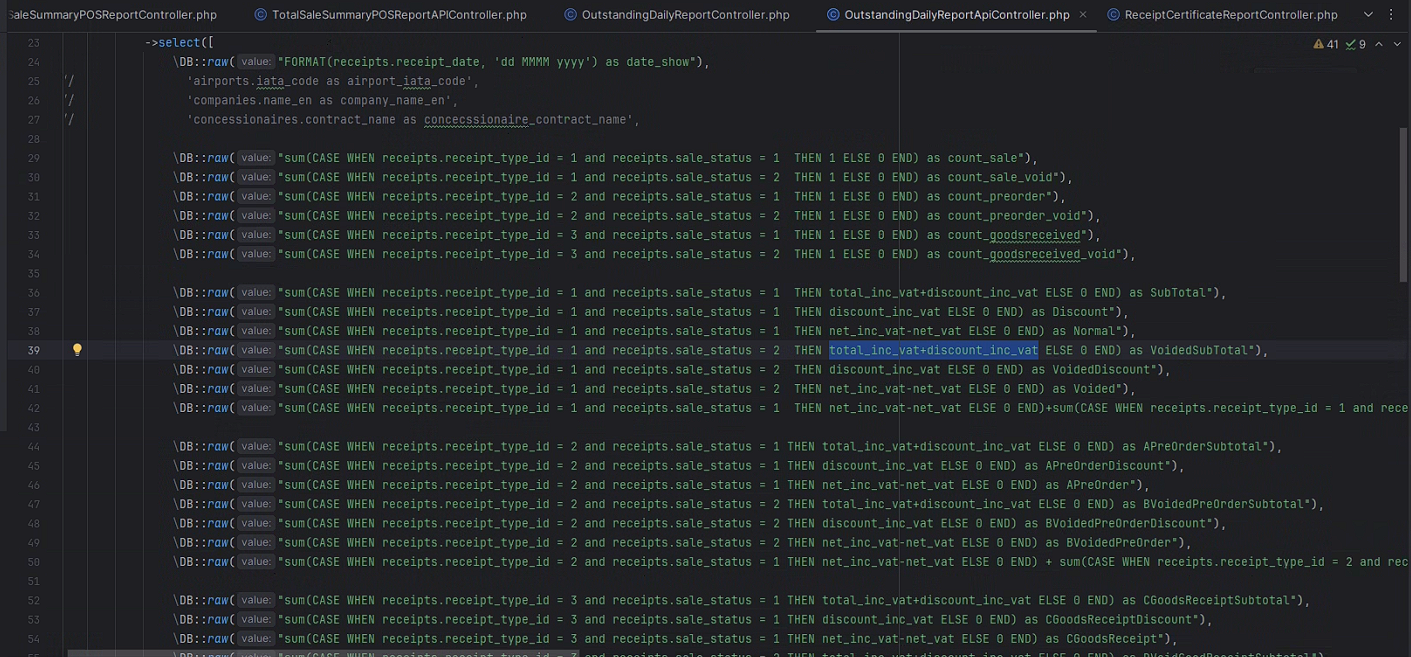 SaleSummaryPOSReportController.php TotalSaleSummaryPOSReportAPIController.php OutstandingDailyReportController.php OutstandingDailyReportApiController.php ReceiptCertificateReportController.php
41 9
23 ->select([
24 \DB::raw( value: "FORMAT(receipts.receipt_date, 'dd MMMM yyyy') as date_show"),
25 // 'airports.iata_code as airport_iata_code',
26 // 'companies.name_en as company_name_en',
27 // 'concessionaires.contract_name as concecssionaire_contract_name',
28
29 \DB::raw( value: "sum(CASE WHEN receipts.receipt_type_id = 1 and receipts.sale_status = 1  THEN 1 ELSE 0 END) as count_sale"),
30 \DB::raw( value: "sum(CASE WHEN receipts.receipt_type_id = 1 and receipts.sale_status = 2  THEN 1 ELSE 0 END) as count_sale_void"),
31 \DB::raw( value: "sum(CASE WHEN receipts.receipt_type_id = 2 and receipts.sale_status = 1  THEN 1 ELSE 0 END) as count_preorder"),
32 \DB::raw( value: "sum(CASE WHEN receipts.receipt_type_id = 2 and receipts.sale_status = 2  THEN 1 ELSE 0 END) as count_preorder_void"),
33 \DB::raw( value: "sum(CASE WHEN receipts.receipt_type_id = 3 and receipts.sale_status = 1  THEN 1 ELSE 0 END) as count_goodsreceived"),
34 \DB::raw( value: "sum(CASE WHEN receipts.receipt_type_id = 3 and receipts.sale_status = 2  THEN 1 ELSE 0 END) as count_goodsreceived_void"),
35
36 \DB::raw( value: "sum(CASE WHEN receipts.receipt_type_id = 1 and receipts.sale_status = 1  THEN total_inc_vat+discount_inc_vat ELSE 0 END) as SubTotal"),
37 \DB::raw( value: "sum(CASE WHEN receipts.receipt_type_id = 1 and receipts.sale_status = 1  THEN discount_inc_vat ELSE 0 END) as Discount"),
38 \DB::raw( value: "sum(CASE WHEN receipts.receipt_type_id = 1 and receipts.sale_status = 1  THEN net_inc_vat-net_vat ELSE 0 END) as Normal"),
39 \DB::raw( value: "sum(CASE WHEN receipts.receipt_type_id = 1 and receipts.sale_status = 2  THEN total_inc_vat+discount_inc_vat ELSE 0 END) as VoidedSubTotal"),
40 \DB::raw( value: "sum(CASE WHEN receipts.receipt_type_id = 1 and receipts.sale_status = 2  THEN discount_inc_vat ELSE 0 END) as VoidedDiscount"),
41 \DB::raw( value: "sum(CASE WHEN receipts.receipt_type_id = 1 and receipts.sale_status = 2  THEN net_inc_vat-net_vat ELSE 0 END) as Voided"),
42 \DB::raw( value: "sum(CASE WHEN receipts.receipt_type_id = 1 and receipts.sale_status = 1  THEN net_inc_vat-net_vat ELSE 0 END)+sum(CASE WHEN receipts.receipt_type_id = 1 and rece
43
44 \DB::raw( value: "sum(CASE WHEN receipts.receipt_type_id = 2 and receipts.sale_status = 1 THEN total_inc_vat+discount_inc_vat ELSE 0 END) as APreOrderSubtotal"),
45 \DB::raw( value: "sum(CASE WHEN receipts.receipt_type_id = 2 and receipts.sale_status = 1 THEN discount_inc_vat ELSE 0 END) as APreOrderDiscount"),
46 \DB::raw( value: "sum(CASE WHEN receipts.receipt_type_id = 2 and receipts.sale_status = 1 THEN net_inc_vat-net_vat ELSE 0 END) as APreOrder"),
47 \DB::raw( value: "sum(CASE WHEN receipts.receipt_type_id = 2 and receipts.sale_status = 2 THEN total_inc_vat+discount_inc_vat ELSE 0 END) as BVoidedPreOrderSubtotal"),
48 \DB::raw( value: "sum(CASE WHEN receipts.receipt_type_id = 2 and receipts.sale_status = 2 THEN discount_inc_vat ELSE 0 END) as BVoidedPreOrderDiscount"),
49 \DB::raw( value: "sum(CASE WHEN receipts.receipt_type_id = 2 and receipts.sale_status = 2 THEN net_inc_vat-net_vat ELSE 0 END) as BVoidedPreOrder"),
50 \DB::raw( value: "sum(CASE WHEN receipts.receipt_type_id = 2 and receipts.sale_status = 1 THEN net_inc_vat-net_vat ELSE 0 END) + sum(CASE WHEN receipts.receipt_type_id = 2 and rec
51
52 \DB::raw( value: "sum(CASE WHEN receipts.receipt_type_id = 3 and receipts.sale_status = 1 THEN total_inc_vat+discount_inc_vat ELSE 0 END) as CGoodsReceiptSubtotal"),
53 \DB::raw( value: "sum(CASE WHEN receipts.receipt_type_id = 3 and receipts.sale_status = 1 THEN discount_inc_vat ELSE 0 END) as CGoodsReceiptDiscount"),
54 \DB::raw( value: "sum(CASE WHEN receipts.receipt_type_id = 3 and receipts.sale_status = 1 THEN net_inc_vat-net_vat ELSE 0 END) as CGoodsReceipt"),